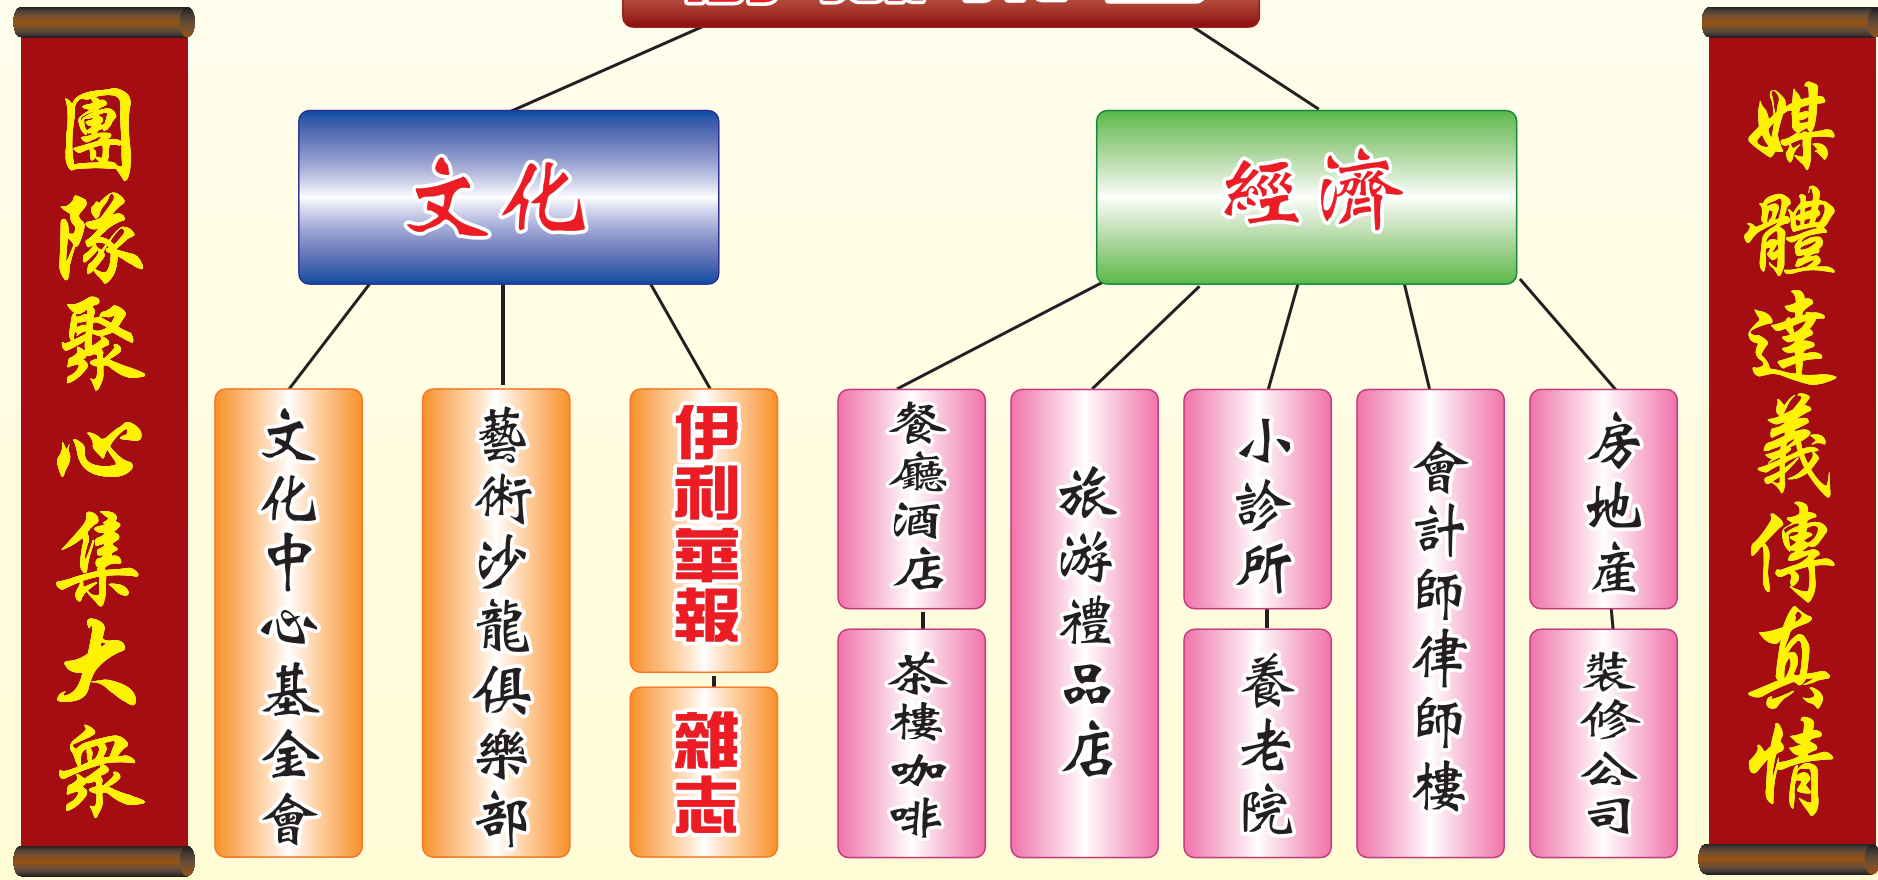 團隊聚心集大衆
媒體達義傳真情
文化
經濟
文化中心基金會
藝術沙龍俱樂部
伊利華報
雜志
餐廳酒店
茶樓咖啡
旅游禮品店
小診所
養老院
會計師律師樓
房地産
裝修公司